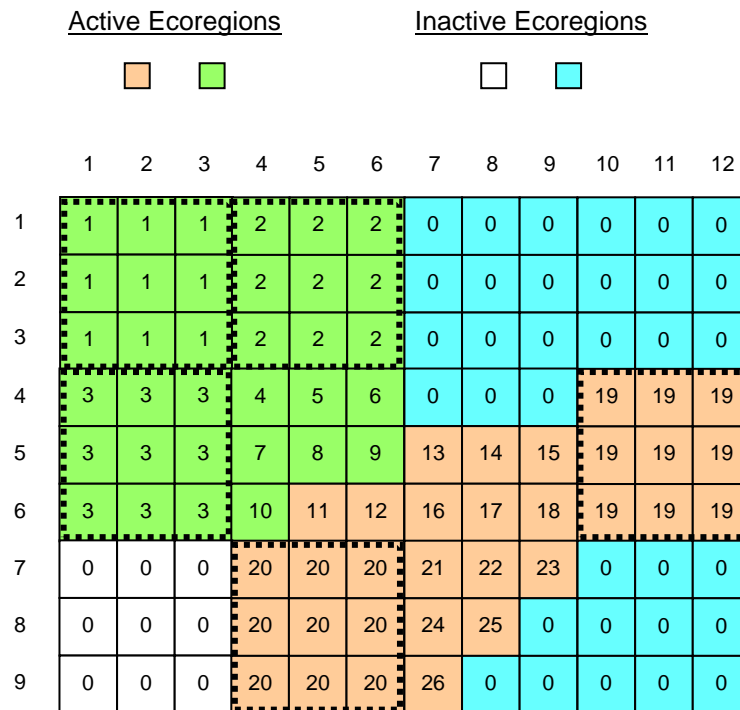 Active Ecoregions Inactive Ecoregions
1 2 3 4 5 6 7 8 9 10 11 12
1 1 1 1 2 2 2 0 0 0 0 0 0
2 1 1 1 2 2 2 0 0 0 0 0 0
3 1 1 1 2 2 2 0 0 0 0 0 0
4 3 3 3 4 5 6 0 0 0 19 19 19
5 3 3 3 7 8 9 13 14 15 19 19 19
6 3 3 3 10 11 12 16 17 18 19 19 19
7 0 0 0 20 20 20 21 22 23 0 0 0
8 0 0 0 20 20 20 24 25 0 0 0 0
9 0 0 0 20 20 20 26 0 0 0 0 0